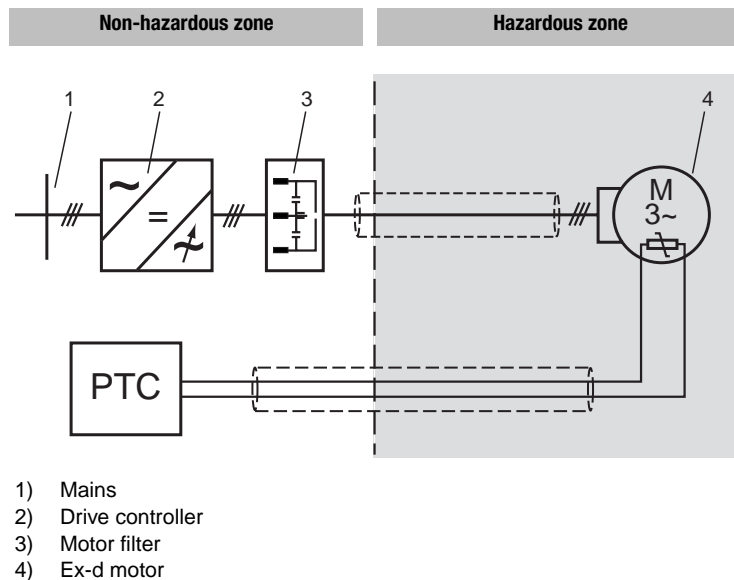 Non-hazardous zone
Hazardous zone
1
2
3
4
~
=
~
M
3~
PTC
1) Mains
2) Drive controller
3) Motor filter
4) Ex-d motor